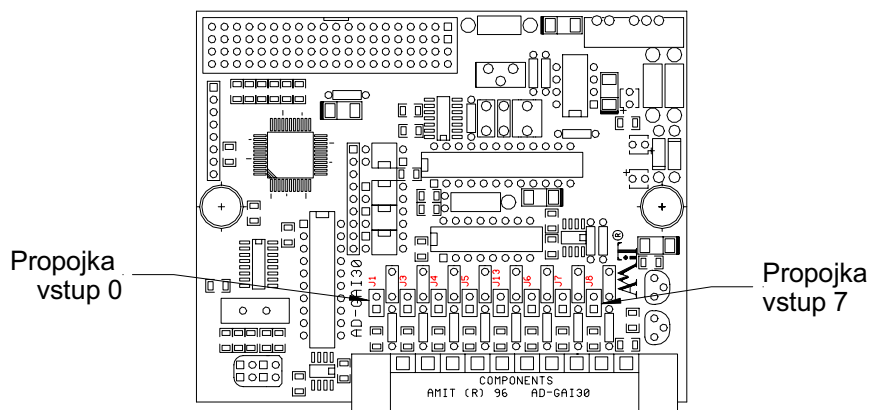 Propojka
vstup 0
Propojka
vstup 7
J1
J3
J4
J5
J13
J6
J7
J8
AD-GAI30
AMiT (R)
COMPONENTS
AMIT (R) 96 AD-GAI30